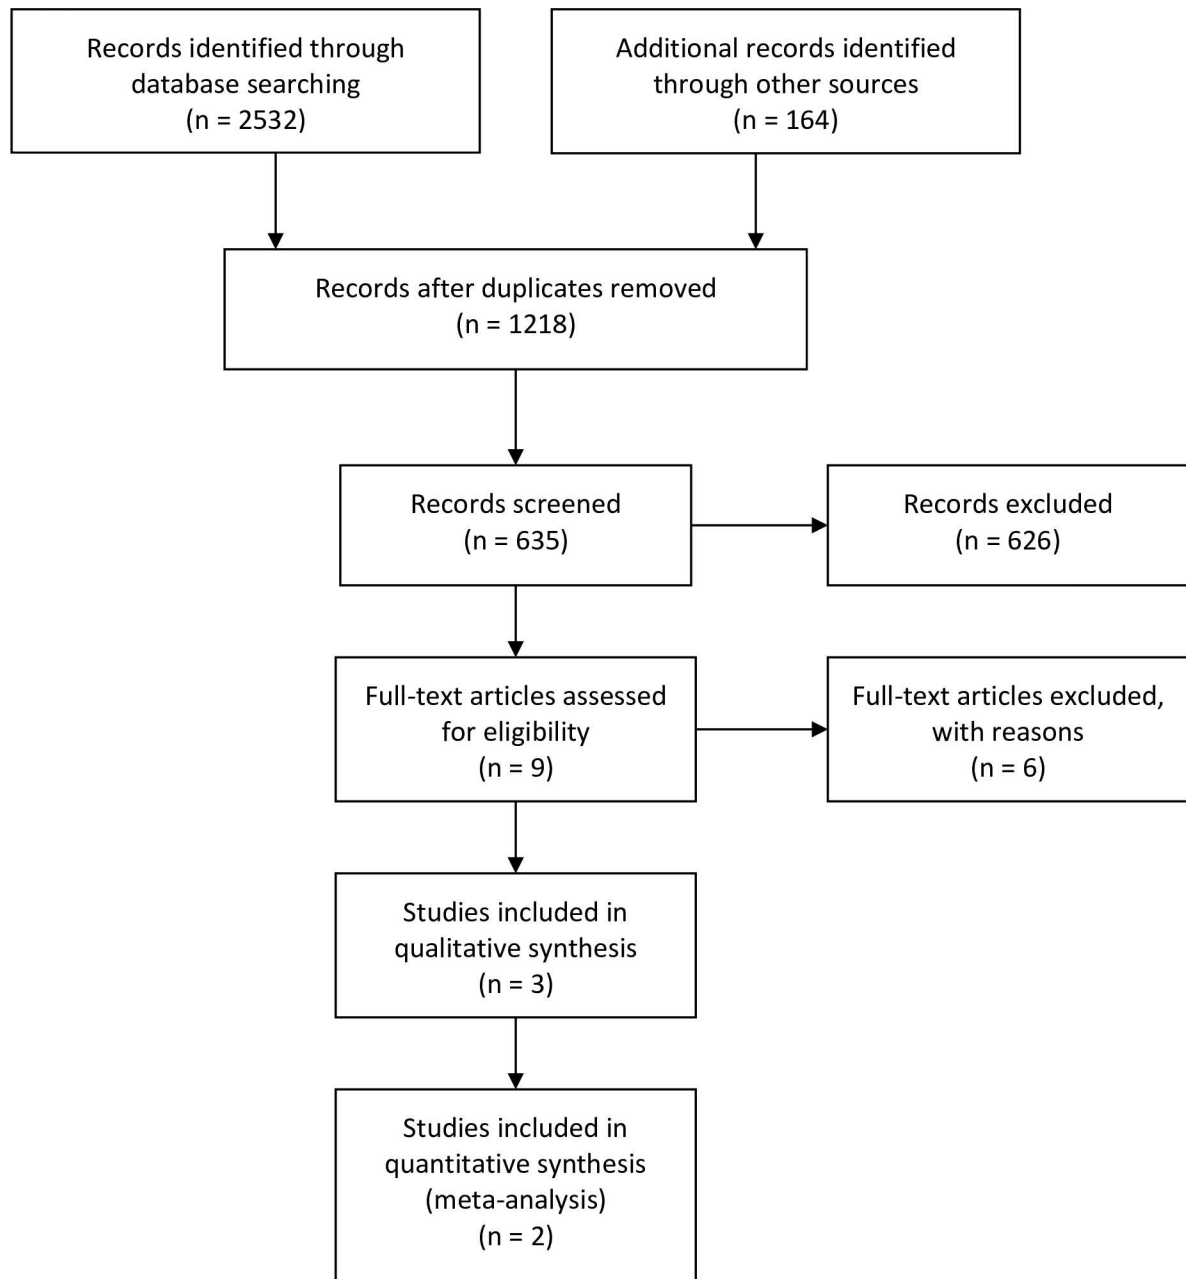 Records identified through
database searching
(n = 2532)
Additional records identified
through other sources
(n = 164)
Records after duplicates removed
(n = 1218)
Records screened
(n = 635)
Records excluded
(n = 626)
Full-text articles assessed
for eligibility
(n = 9)
Full-text articles excluded,
with reasons
(n = 6)
Studies included in
qualitative synthesis
(n = 3)
Studies included in
quantitative synthesis
(meta-analysis)
(n = 2)